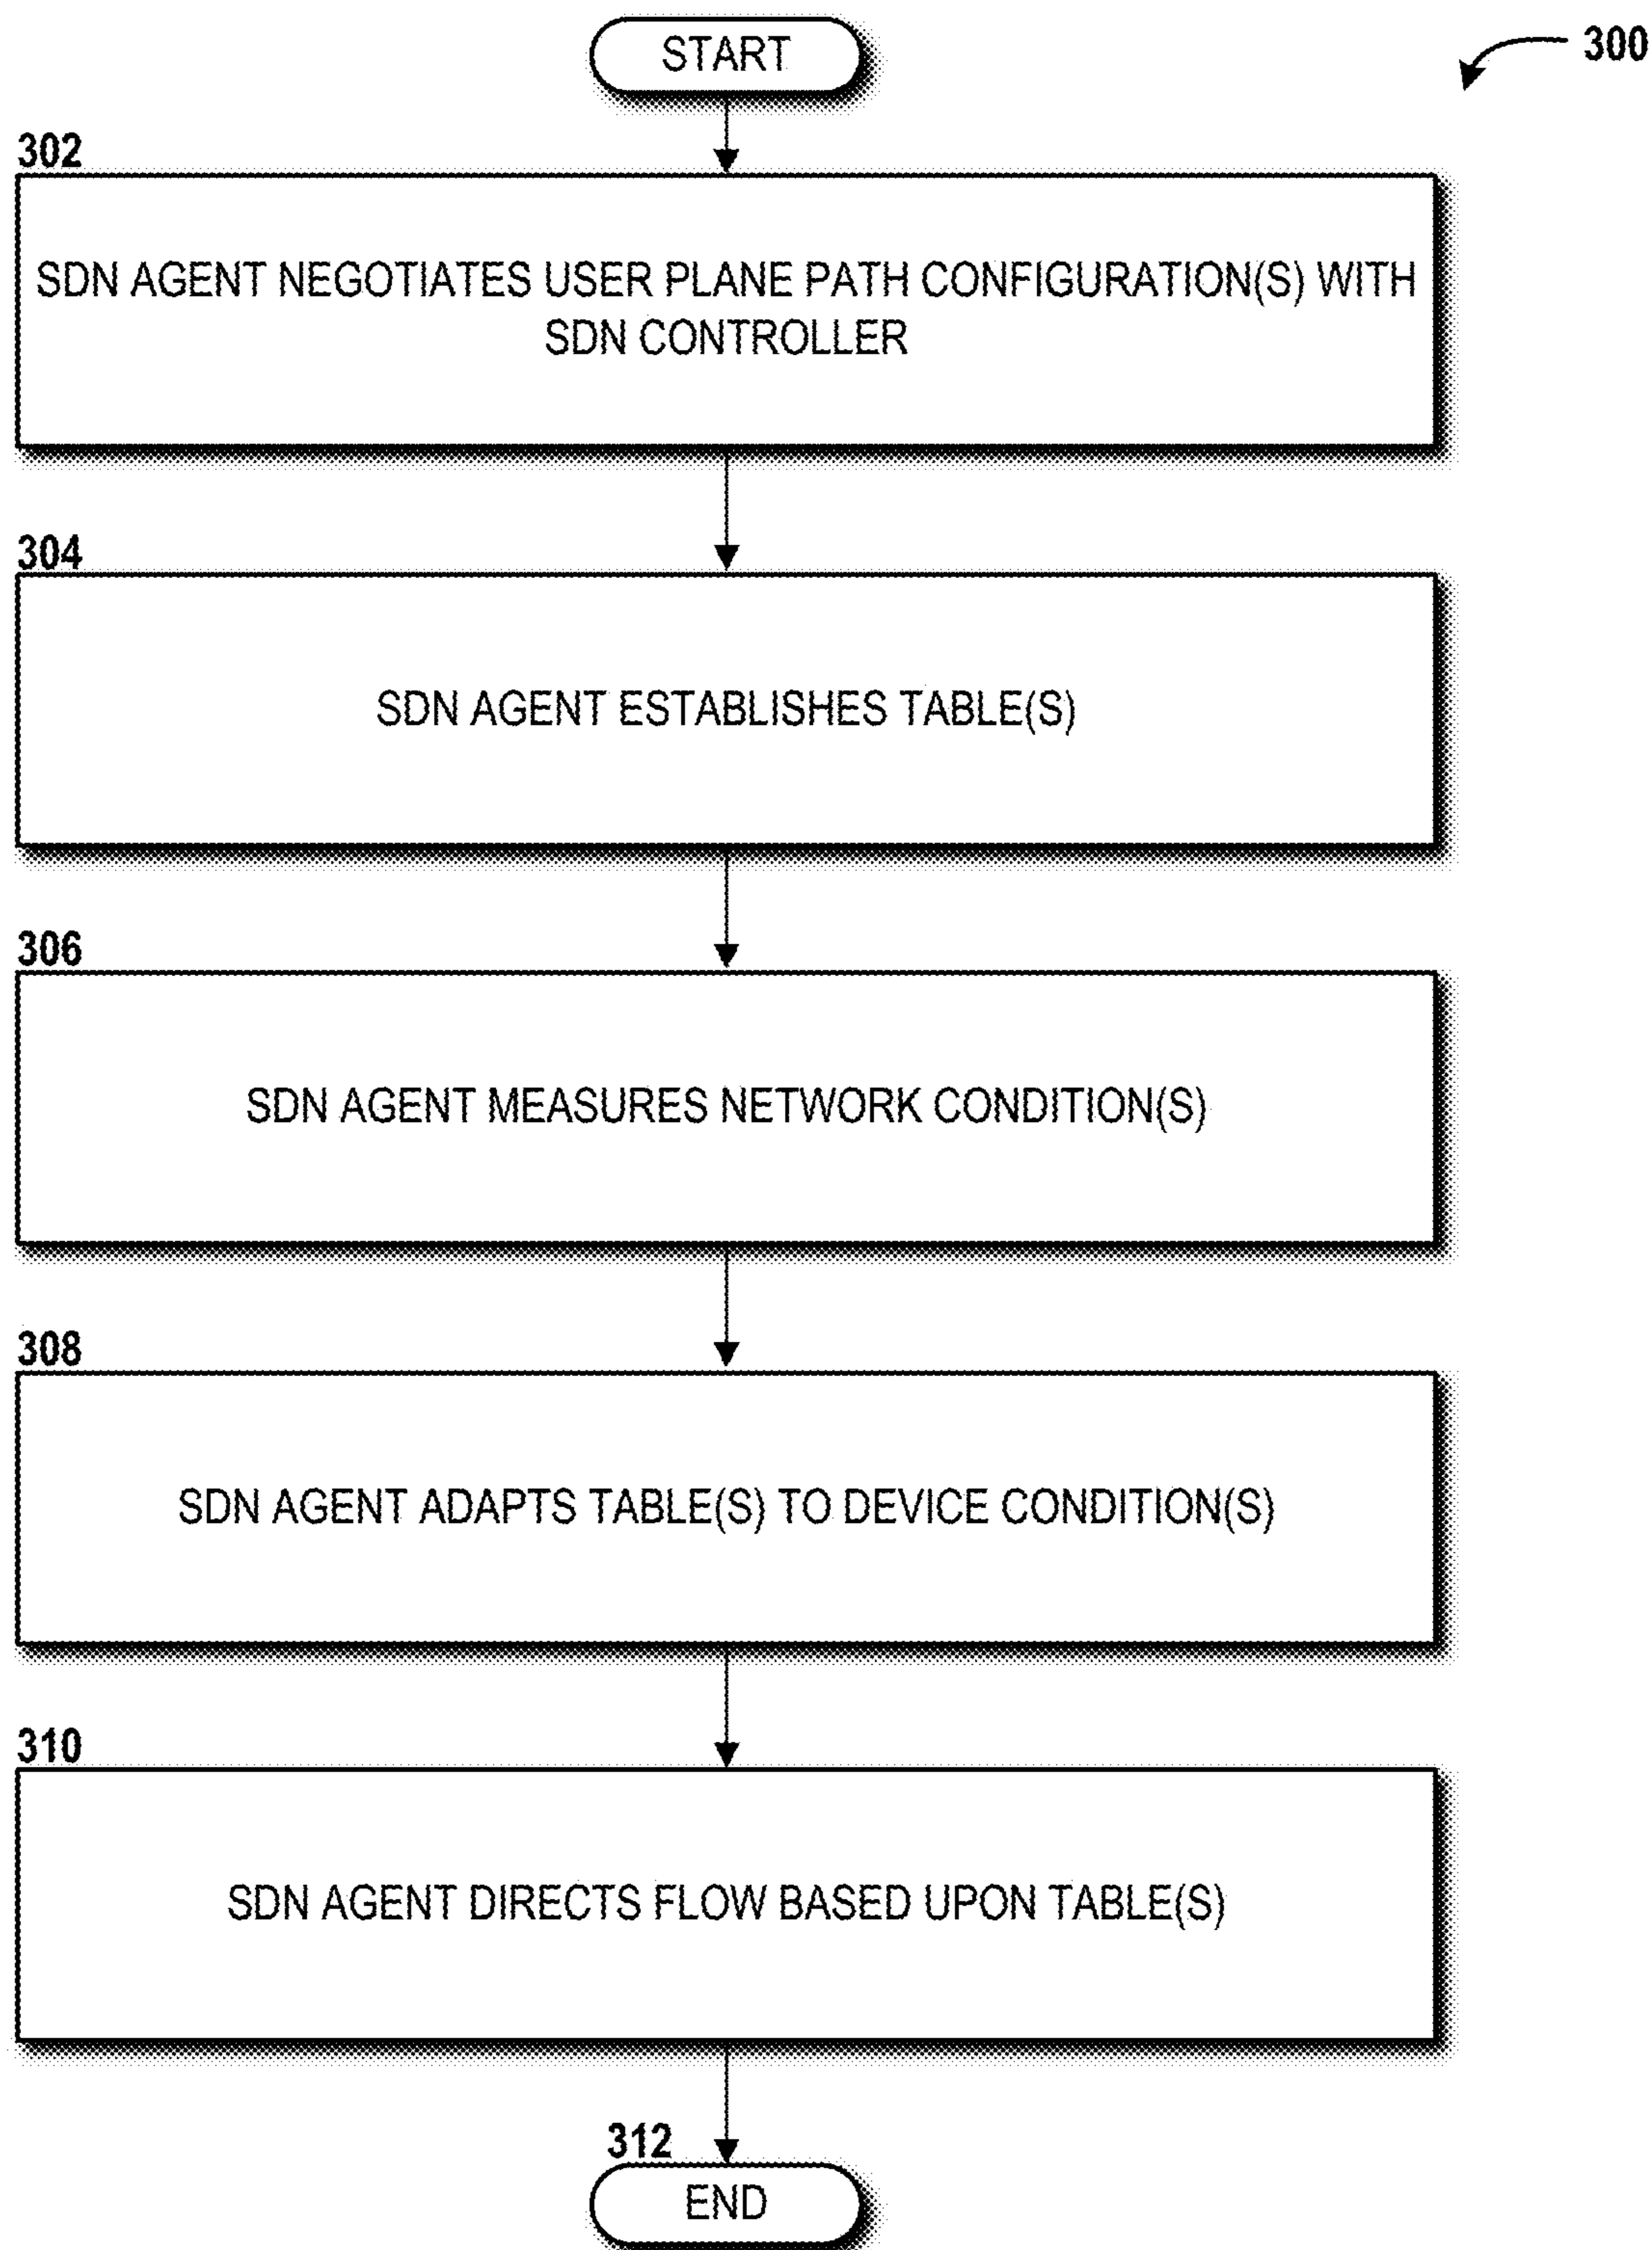 START
300
302
SDN AGENT NEGOTIATES USER PLANE PATH CONFIGURATION(S) WITH
SDN CONTROLLER
304
SDN AGENT ESTABLISHES TABLE(S)
306
SDN AGENT MEASURES NETWORK CONDITION(S)
308
SDN AGENT ADAPTS TABLE(S) TO DEVICE CONDITION(S)
310
SDN AGENT DIRECTS FLOW BASED UPON TABLE(S)
312
END